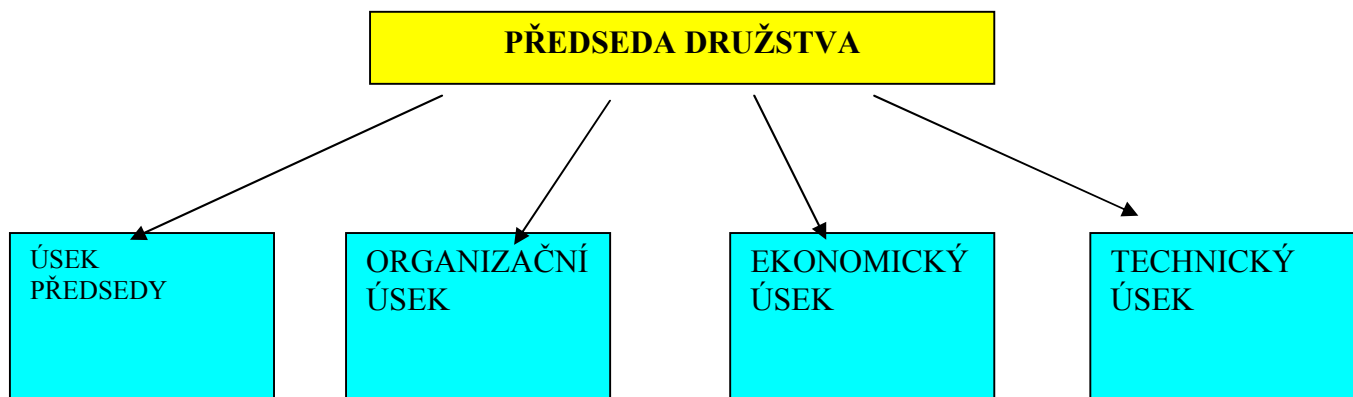 PŘEDSEDA DRUŽSTVA
ÚSEK
PŘEDSEDY
ORGANIZAČNÍ
ÚSEK
EKONOMICKÝ
ÚSEK
TECHNICKÝ
ÚSEK